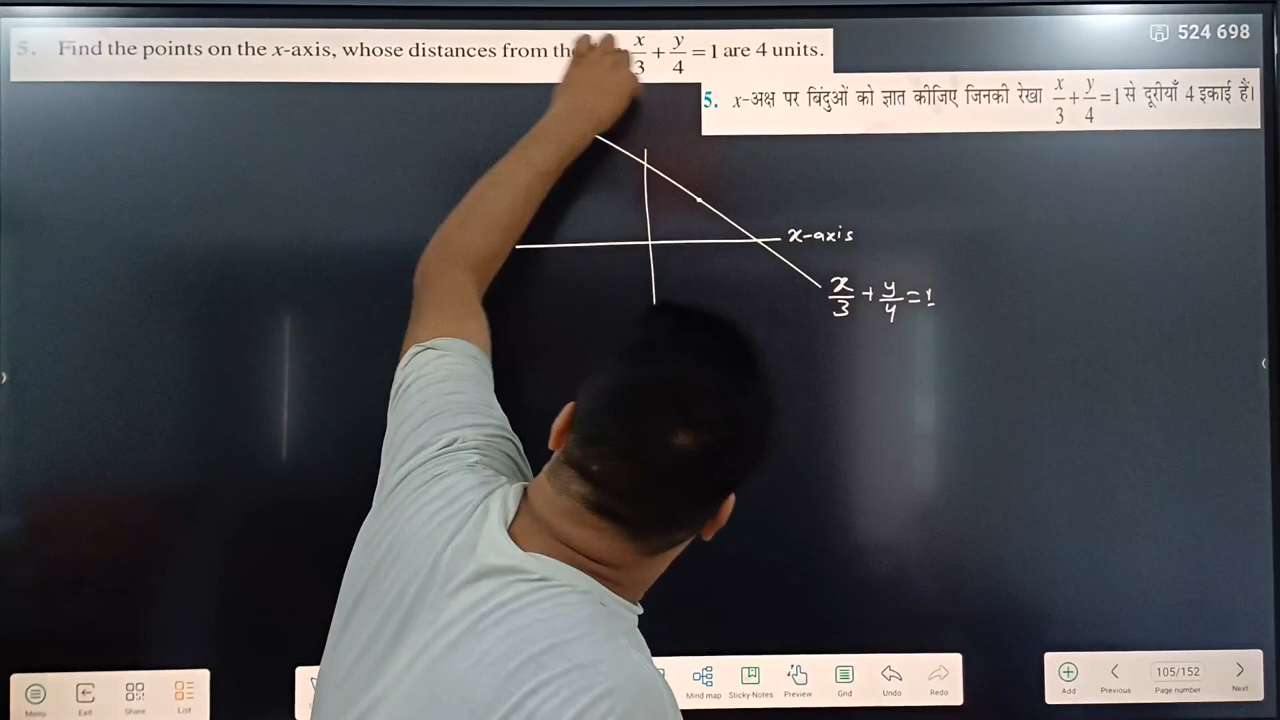 5. Find the points on the x-axis, whose distances from the x/3 + y/4 = 1 are 4 units.
524 698
5. x-अक्ष पर बिंदुओं को ज्ञात कीजिए जिनकी रेखा x/3 + y/4 = 1 से दूरीयाँ 4 इकाई हैं।
x-axis
x/3 + y/4 = 1
Menu Exit Share List Mind map Sticky Notes Preview Grid Undo Redo Add Previous 105/152 Page number Next